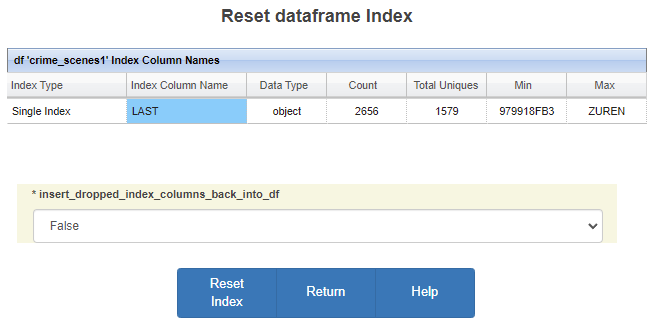 Reset dataframe Index
df 'crime_scenes1' Index Column Names
Index Type Index Column Name Data Type Count Total Uniques Min Max
Single Index LAST object 2656 1579 979918FB3 ZUREN
* insert_dropped_index_columns_back_into_df
False
Reset Index Return Help